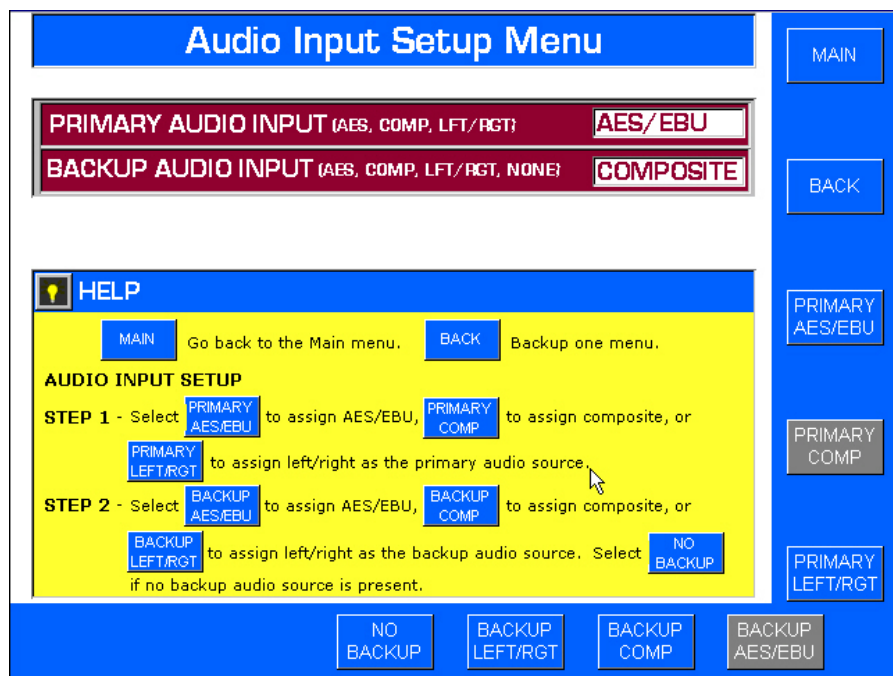 Audio Input Setup Menu
PRIMARY AUDIO INPUT (AES, COMP, LFT/RGT) AES/EBU
BACKUP AUDIO INPUT (AES, COMP, LFT/RGT, NONE) COMPOSITE
HELP
MAIN Go back to the Main menu. BACK Backup one menu.
AUDIO INPUT SETUP
STEP 1 - Select PRIMARY AES/EBU to assign AES/EBU, PRIMARY COMP to assign composite, or
PRIMARY LEFT/RGT to assign left/right as the primary audio source.
STEP 2 - Select BACKUP AES/EBU to assign AES/EBU, BACKUP COMP to assign composite, or
BACKUP LEFT/RGT to assign left/right as the backup audio source. Select NO BACKUP
if no backup audio source is present.
MAIN
BACK
PRIMARY
AES/EBU
PRIMARY
COMP
PRIMARY
LEFT/RGT
NO
BACKUP
BACKUP
LEFT/RGT
BACKUP
COMP
BACKUP
AES/EBU